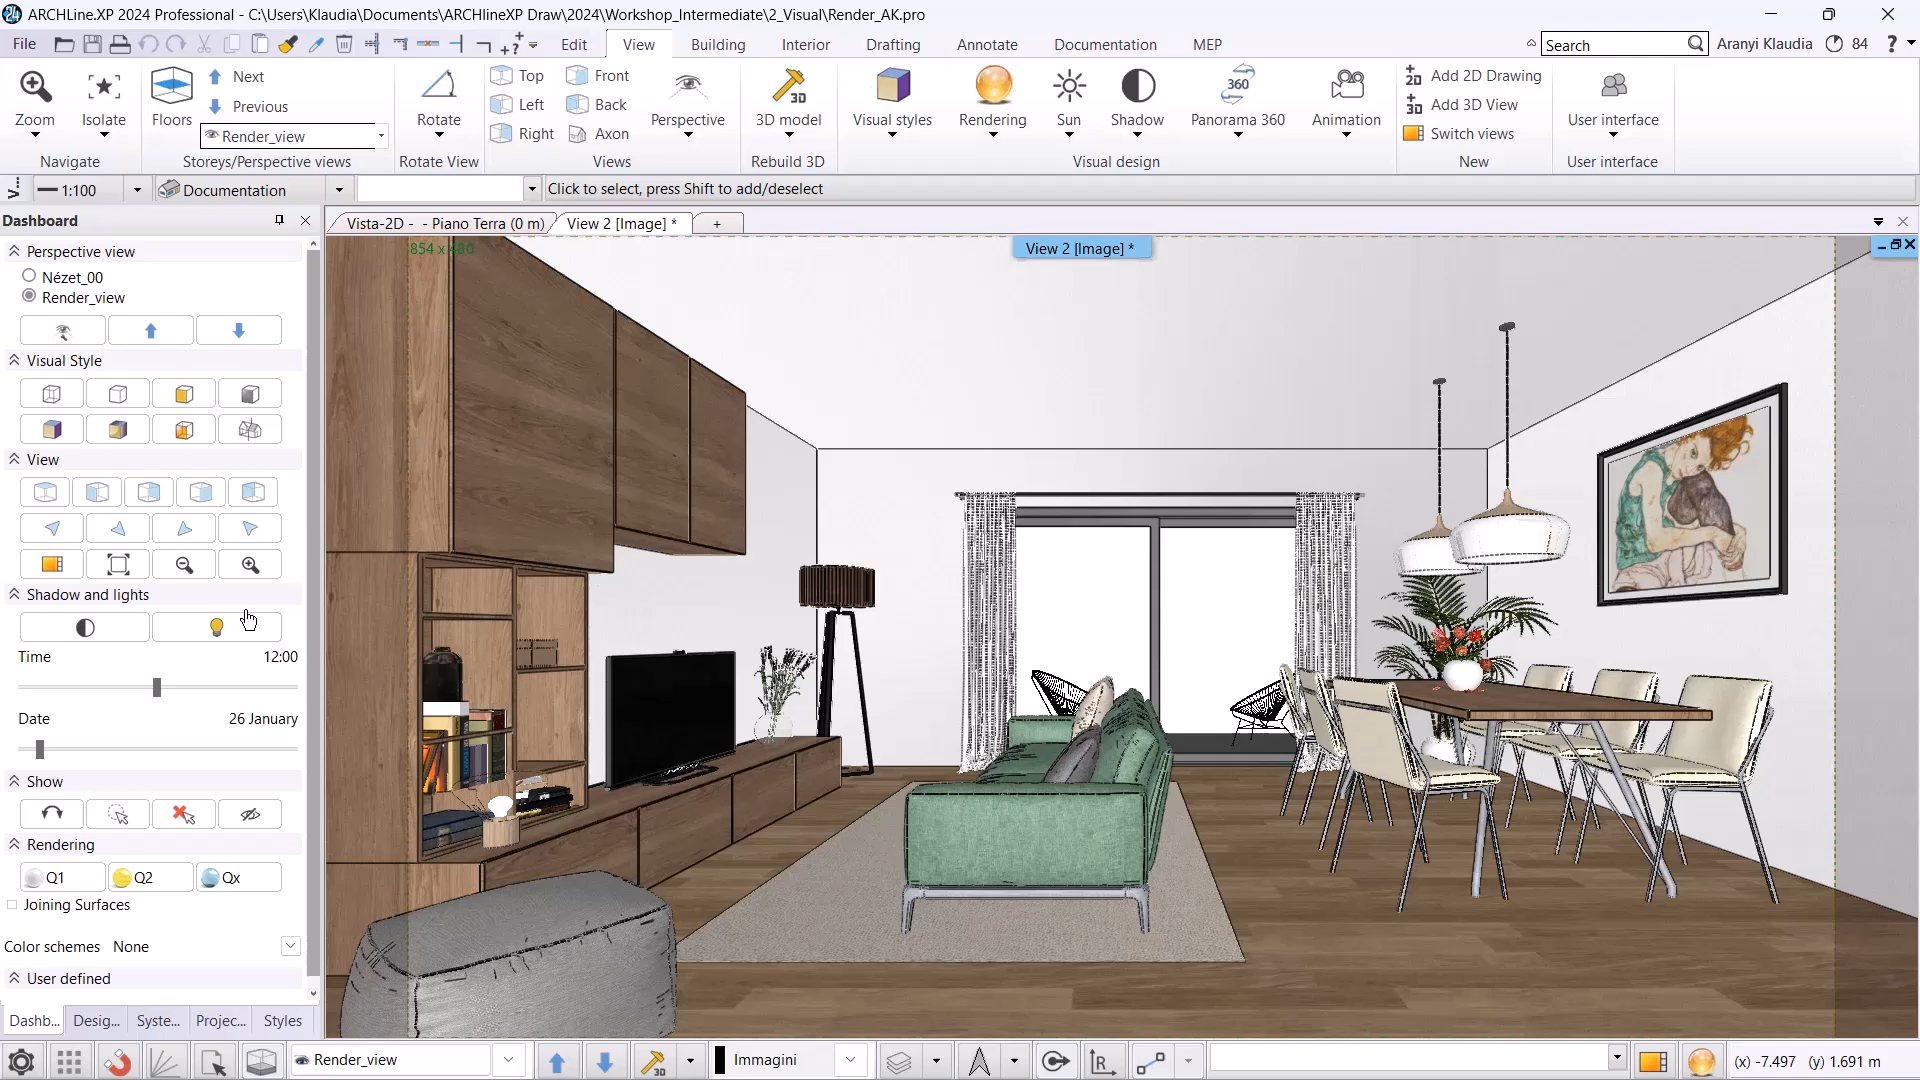 ARCHLine.XP 2024 Professional - C:\Users\Klaudia\Documents\ARCHlineXP Draw\2024\Workshop_Intermediate\2_Visual\Render_AK.pro
File Edit View Building Interior Drafting Annotate Documentation MEP Search Aranyi Klaudia 84 ?
Zoom Isolate Floors Next Previous Render_view Rotate Top Left Right Front Back Axon Perspective 3D model Visual styles Rendering Sun Shadow Panorama 360 Animation Add 2D Drawing Add 3D View Switch views User interface
Navigate Storeys/Perspective views Rotate View Views Rebuild 3D Visual design New User interface
1:100 Documentation Click to select, press Shift to add/deselect
Dashboard
Vista-2D - - Piano Terra (0 m) View 2 [Image] * +
854 x 480
View 2 [Image] *
Perspective view
Nézet_00
Render_view
Visual Style
View
Shadow and lights
Time 12:00
Date 26 January
Show
Rendering
Q1 Q2 Qx
Joining Surfaces
Color schemes None
User defined
Dashb... Desig... Syste... Projec... Styles
Render_view Immagini (x) -7.497 (y) 1.691 m